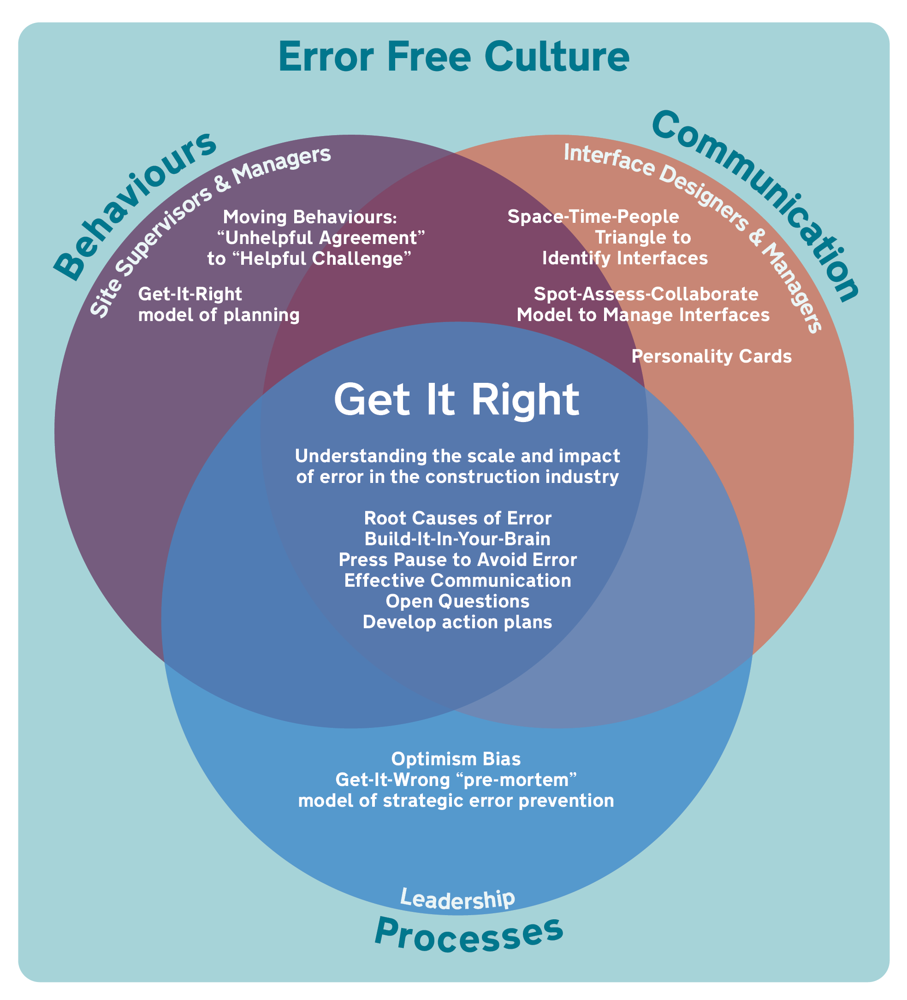 Error Free Culture
Behaviours
Site Supervisors & Managers
Moving Behaviours:
“Unhelpful Agreement”
to “Helpful Challenge”
Get-It-Right
model of planning
Communication
Interface Designers & Managers
Space-Time-People
Triangle to
Identify Interfaces
Spot-Assess-Collaborate
Model to Manage Interfaces
Personality Cards
Get It Right
Understanding the scale and impact
of error in the construction industry
Root Causes of Error
Build-It-In-Your-Brain
Press Pause to Avoid Error
Effective Communication
Open Questions
Develop action plans
Optimism Bias
Get-It-Wrong “pre-mortem”
model of strategic error prevention
Leadership
Processes